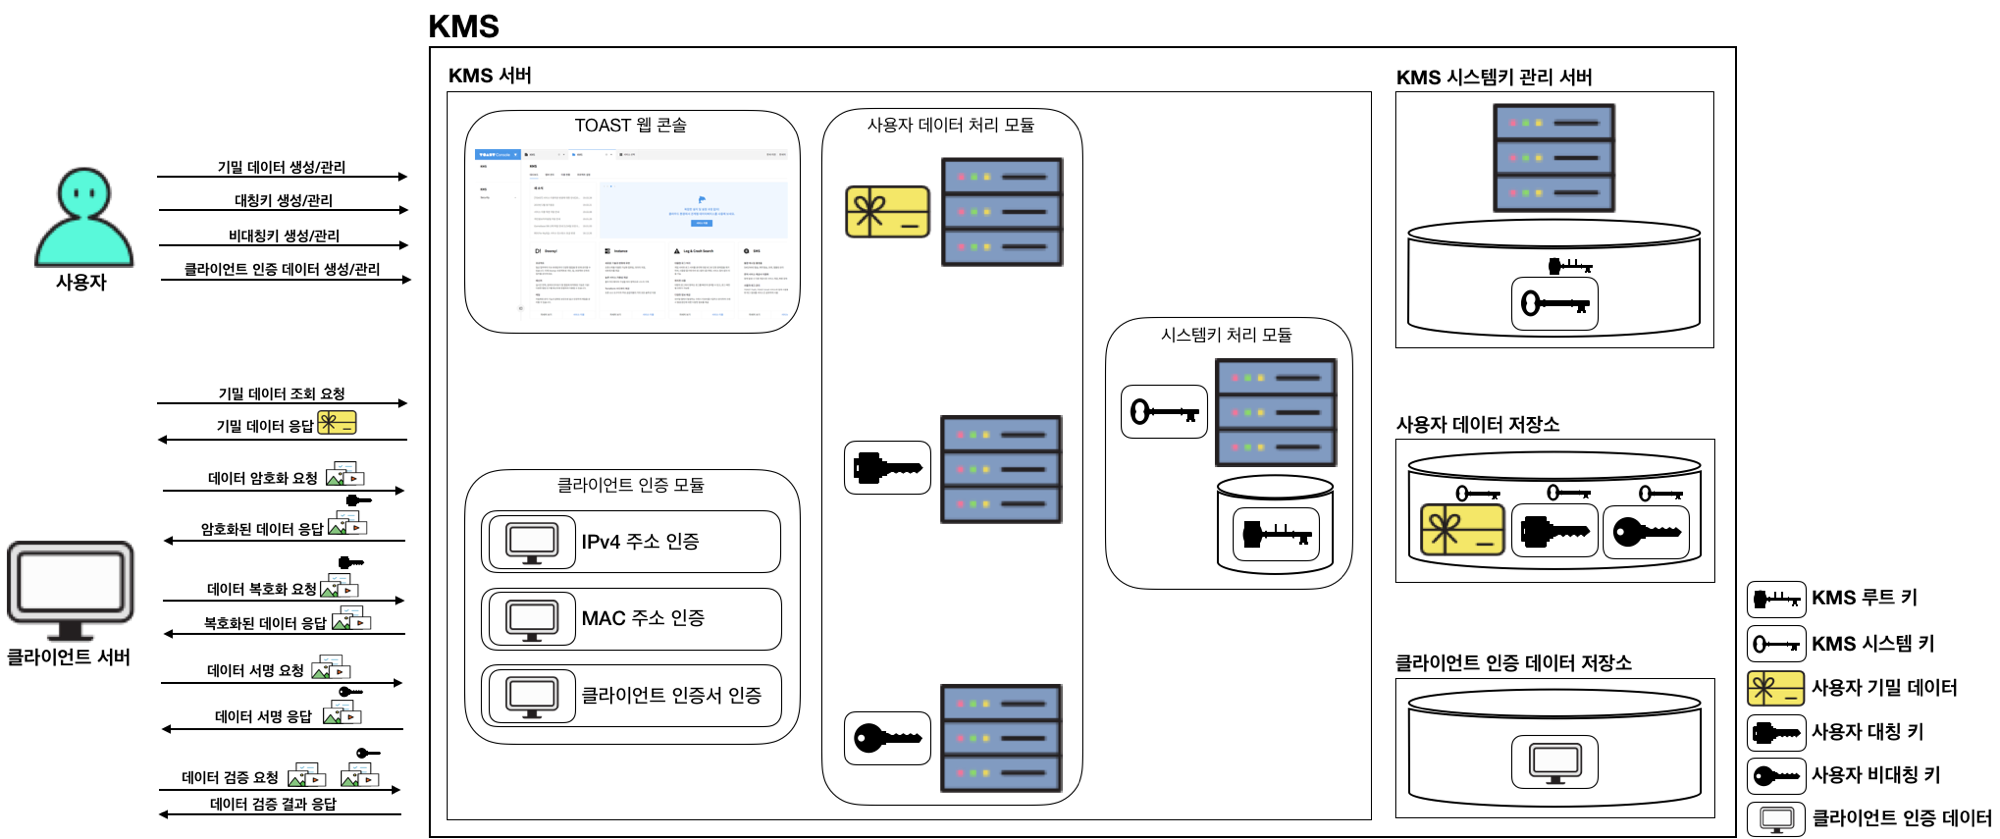 KMS
KMS 서버
TOAST 웹 콘솔
사용자 데이터 처리 모듈
시스템키 처리 모듈
클라이언트 인증 모듈
IPv4 주소 인증
MAC 주소 인증
클라이언트 인증서 인증
KMS 시스템키 관리 서버
사용자 데이터 저장소
클라이언트 인증 데이터 저장소
사용자
기밀 데이터 생성/관리
대칭키 생성/관리
비대칭키 생성/관리
클라이언트 인증 데이터 생성/관리
클라이언트 서버
기밀 데이터 조회 요청
기밀 데이터 응답
데이터 암호화 요청
암호화된 데이터 응답
데이터 복호화 요청
복호화된 데이터 응답
데이터 서명 요청
데이터 서명 응답
데이터 검증 요청
데이터 검증 결과 응답
KMS 루트 키
KMS 시스템 키
사용자 기밀 데이터
사용자 대칭 키
사용자 비대칭 키
클라이언트 인증 데이터